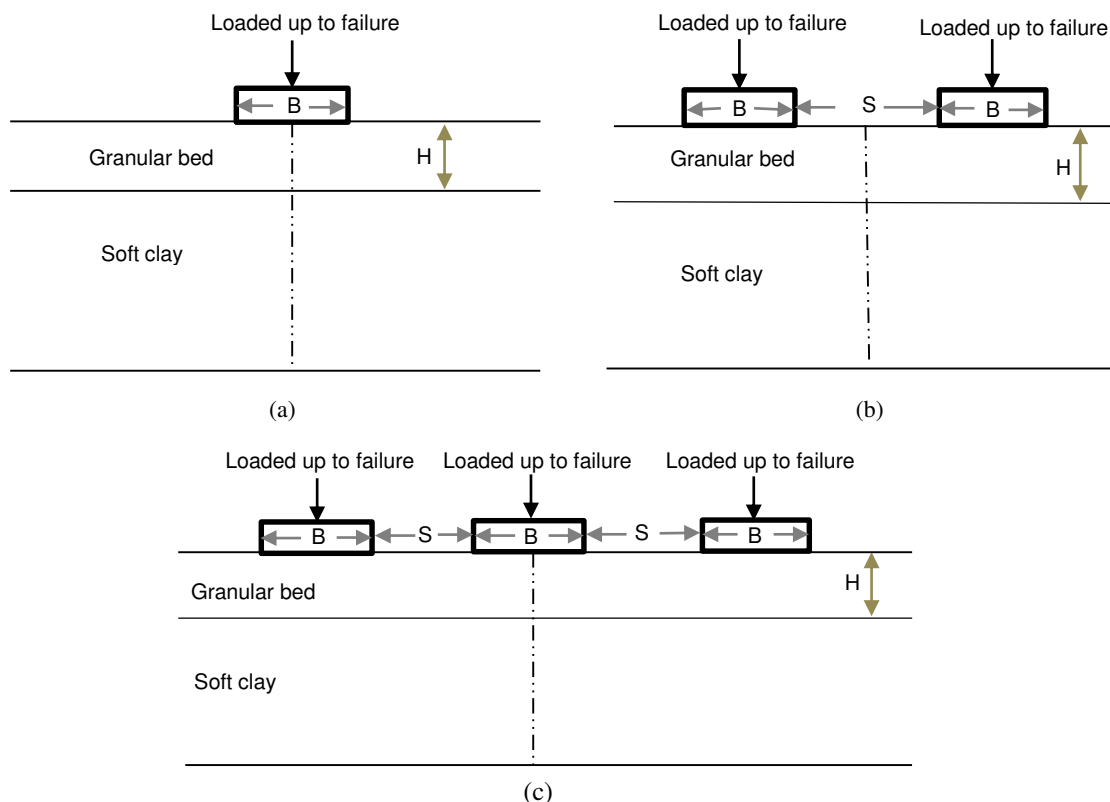 Loaded up to failure
B
Granular bed
H
Soft clay
(a)
Loaded up to failure
Loaded up to failure
B
S
B
Granular bed
H
Soft clay
(b)
Loaded up to failure
Loaded up to failure
Loaded up to failure
B
S
B
S
B
Granular bed
H
Soft clay
(c)